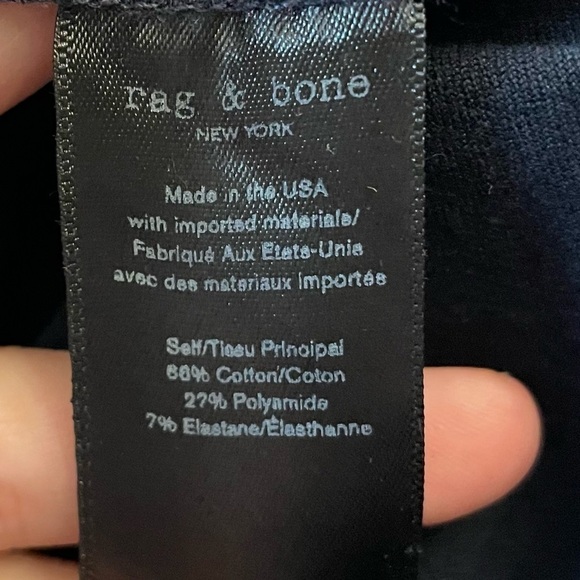 rag & bone
NEW YORK
Made in the USA
with imported materials/
Fabriqué Aux Etats-Unis
avec des materiaux importés
Self/Tissu Principal
66% Cotton/Coton
27% Polyamide
7% Elastane/Élasthanne